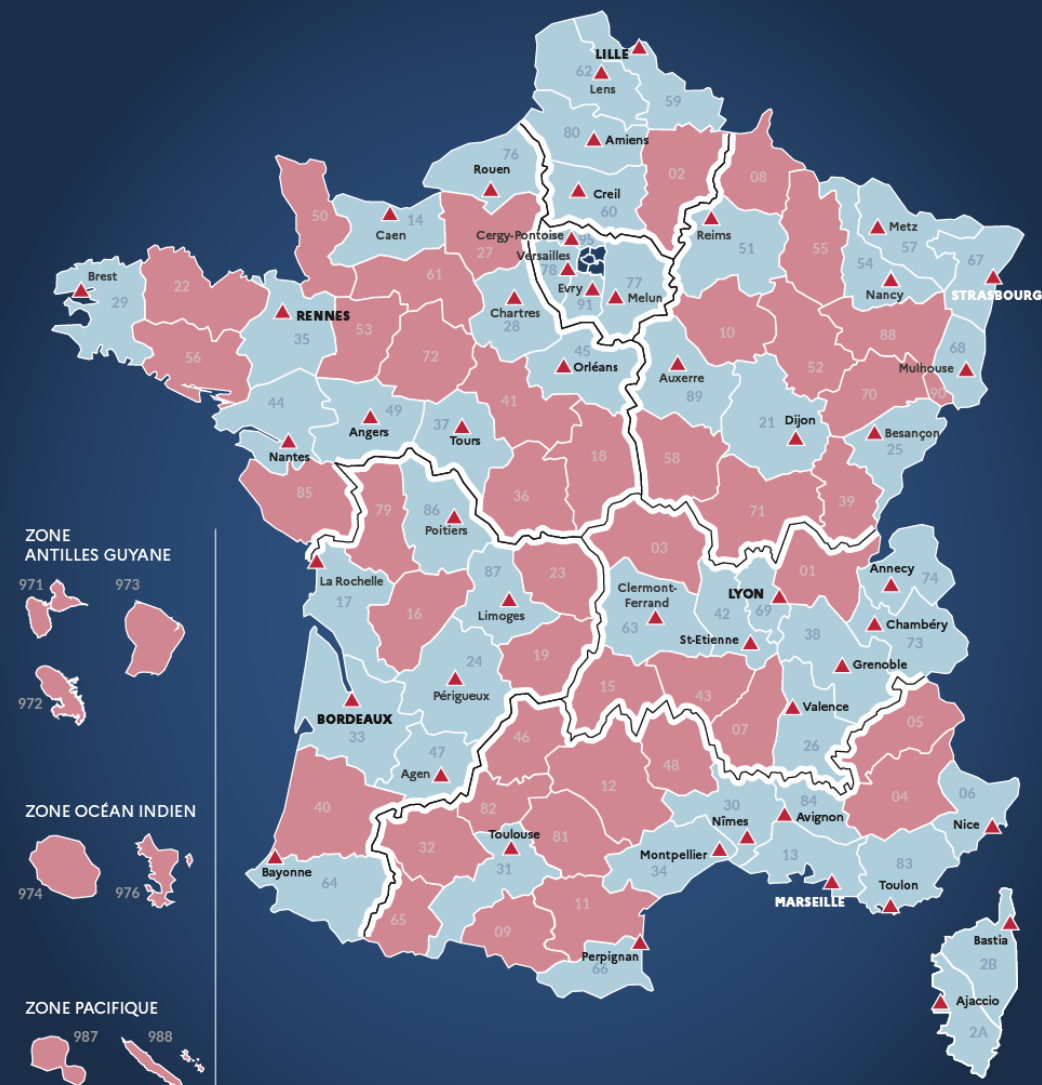 LILLE
62
Lens
59
80
Amiens
76
Rouen
02
08
Creil
60
50
14
Caen
Reims
51
55
Metz
57
67
27
Cergy-Pontoise
95
Versailles
78
54
Nancy
STRASBOURG
Brest
29
22
61
Evry
91
77
Melun
Chartres
28
RENNES
35
53
10
88
56
72
45
Orléans
Auxerre
89
52
68
Mulhouse
70
90
44
49
Angers
37
Tours
41
21
Dijon
Besançon
25
Nantes
18
58
85
79
86
Poitiers
36
71
39
ZONE
ANTILLES GUYANE
971
973
972
La Rochelle
17
87
Limoges
23
03
01
Annecy
74
Clermont-
Ferrand
63
LYON
42
69
16
St-Etienne
38
Chambéry
73
Grenoble
24
Périgueux
19
15
43
07
Valence
26
05
BORDEAUX
33
47
Agen
46
48
12
ZONE OCÉAN INDIEN
974
976
40
82
30
Nîmes
84
Avignon
04
06
Nice
32
Toulouse
31
81
Montpellier
34
13
83
Bayonne
64
MARSEILLE
Toulon
65
09
11
Perpignan
66
Bastia
2B
Ajaccio
2A
ZONE PACIFIQUE
987
988